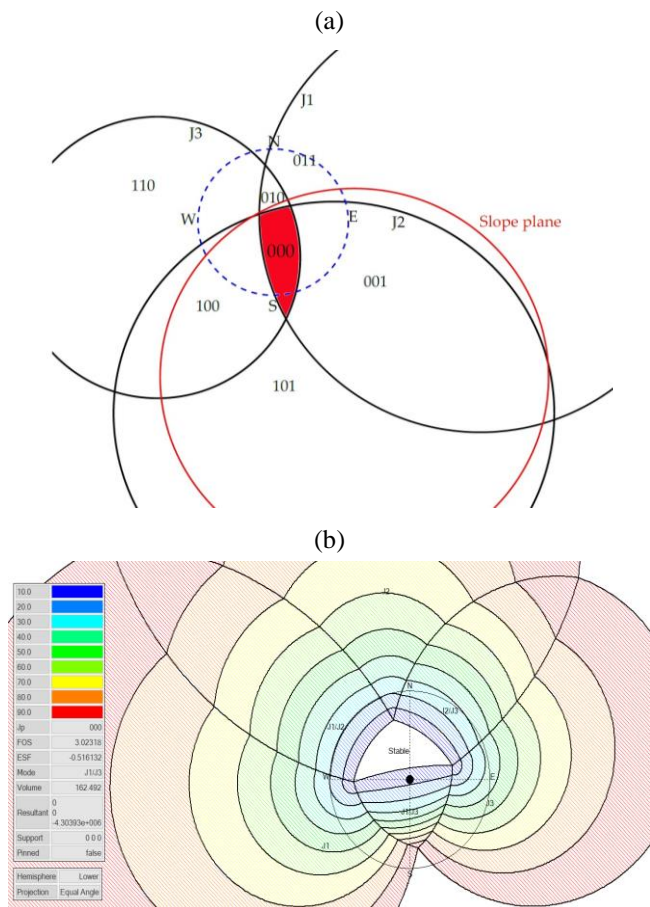 (a)
J1
J3
N
011
110
010
W
E
J2
Slope plane
000
001
100
S
101
(b)
10.0
20.0
30.0
40.0
50.0
60.0
70.0
80.0
90.0
Jp 000
FOS 3.02318
ESF -0.516132
Mode J1/J3
Volume 162.492
Resultant 0
0
-4.30393e+006
Support 0 0 0
Pinned false
Hemisphere Lower
Projection Equal Angle
J2
N
J2/J3
J1/J2
Stable
W
E
J3
J1/J3
J1
S